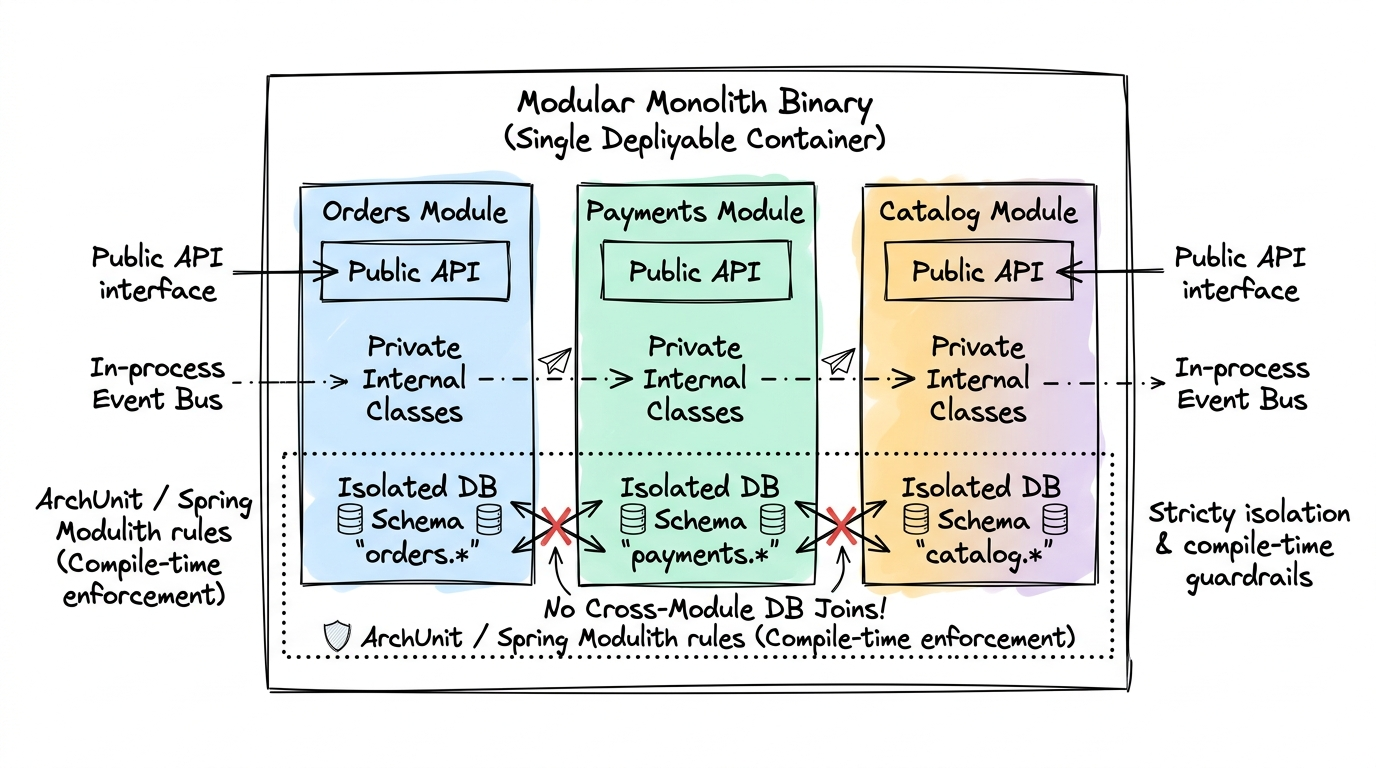 Modular Monolith Binary
(Single Depliyable Container)
Orders Module
Payments Module
Catalog Module
Public API
interface
Public API
Public API
Public API
Public API
interface
In-process
Event Bus
Private
Internal
Classes
Private
Internal
Classes
Private
Internal
Classes
In-process
Event Bus
ArchUnit / Spring
Modulith rules
(Compile-time
enforcement)
Isolated DB
Schema
"orders.*"
Isolated DB
Schema
"payments.*"
Isolated DB
Schema
"catalog.*"
Stricty isolation
& compile-time
guardrails
No Cross-Module DB Joins!
ArchUnit / Spring Modulith rules (Compile-time enforcement)